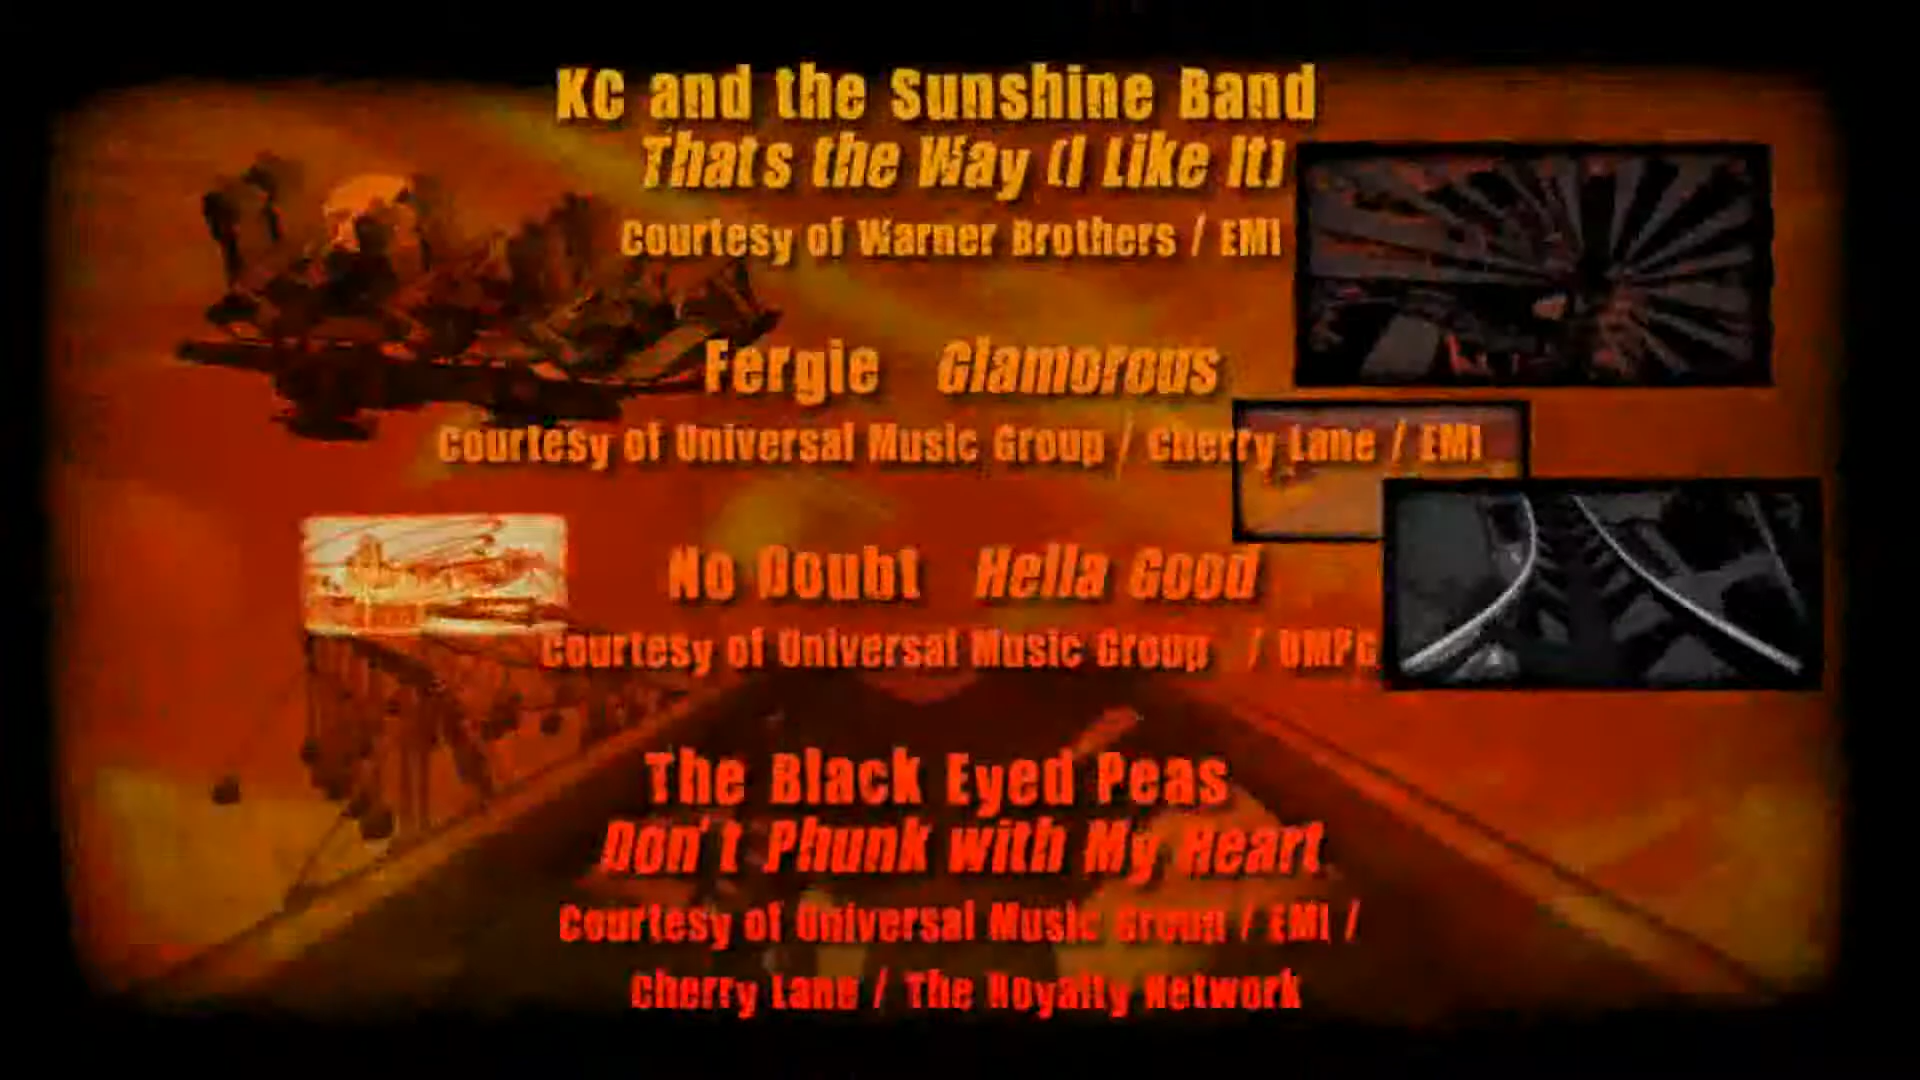 KC and the Sunshine Band
That's the Way (I Like It)
Courtesy of Warner Brothers / EMI
Fergie Glamorous
Courtesy of Universal Music Group / Cherry Lane / EMI
No Doubt Hella Good
Courtesy of Universal Music Group / UMPG
The Black Eyed Peas
Don't Phunk with My Heart
Courtesy of Universal Music Group / EMI /
Cherry Lane / The Royalty Network